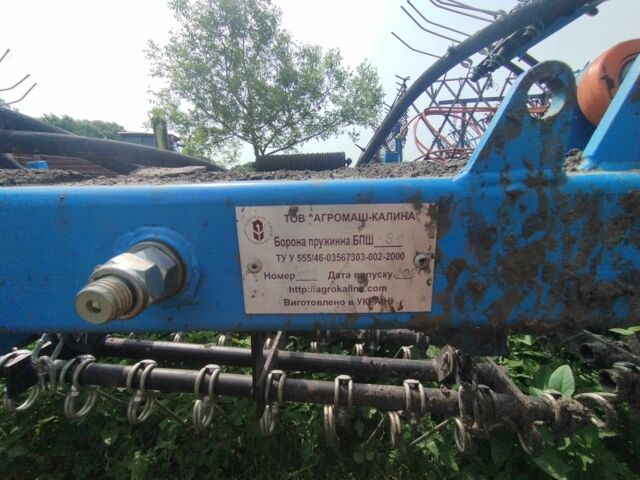 ТОВ "АГРОМАШ-КАЛИНА"
Борона пружинна БПШ
ТУ У 555/46-03567303-002-2000
Номер Дата випуску
http://agrokalina.com
Виготовлено в УКРАЇНІ